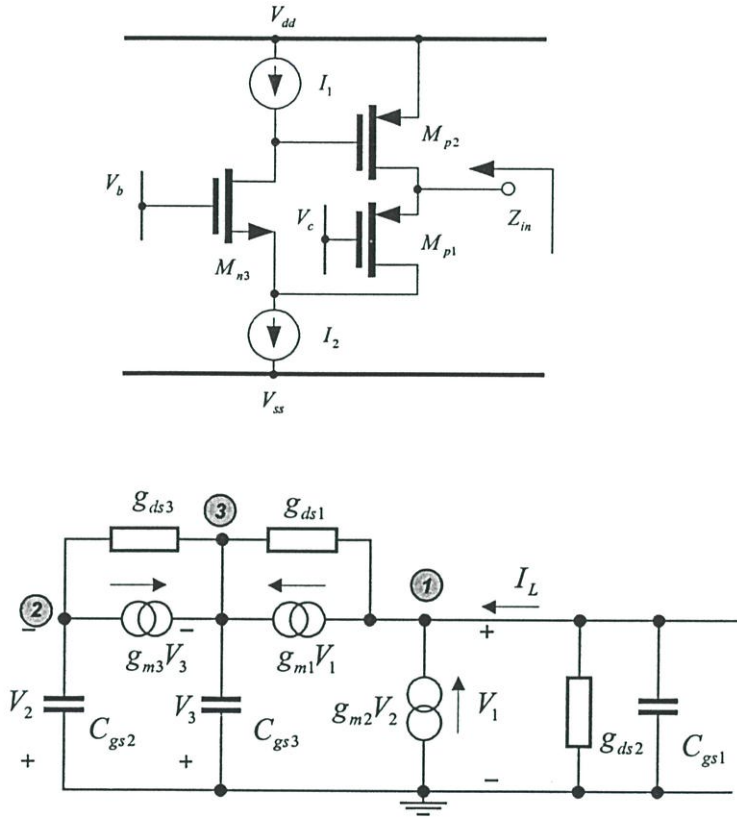 V_dd
I_1
M_p2
V_b
V_c
Z_in
M_n3
M_p1
I_2
V_ss
g_ds3
3
g_ds1
2
1
I_L
−
−
+
g_m3V_3
g_m1V_1
V_2
C_gs2
V_3
C_gs3
g_m2V_2
V_1
g_ds2
C_gs1
+
+
−